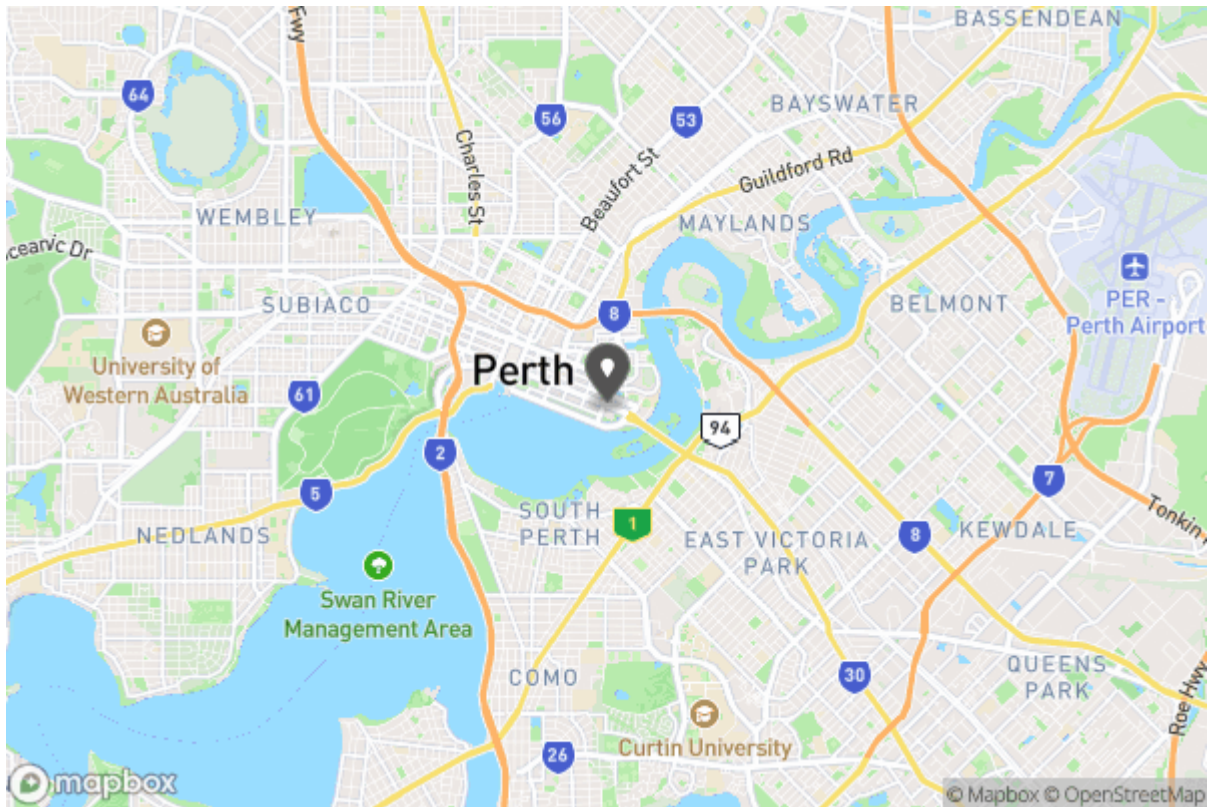 Fwy
BASSENDEAN
64
56
53
BAYSWATER
Charles St
Beaufort St
Guildford Rd
WEMBLEY
MAYLANDS
Oceanic Dr
SUBIACO
BELMONT
PER -
Perth Airport
University of
Western Australia
8
Perth
61
94
2
5
7
NEDLANDS
SOUTH
PERTH
1
EAST VICTORIA
PARK
8
KEWDALE
Tonkin
Swan River
Management Area
COMO
30
QUEENS
PARK
Roe Hwy
Curtin University
26
mapbox
© Mapbox © OpenStreetMap